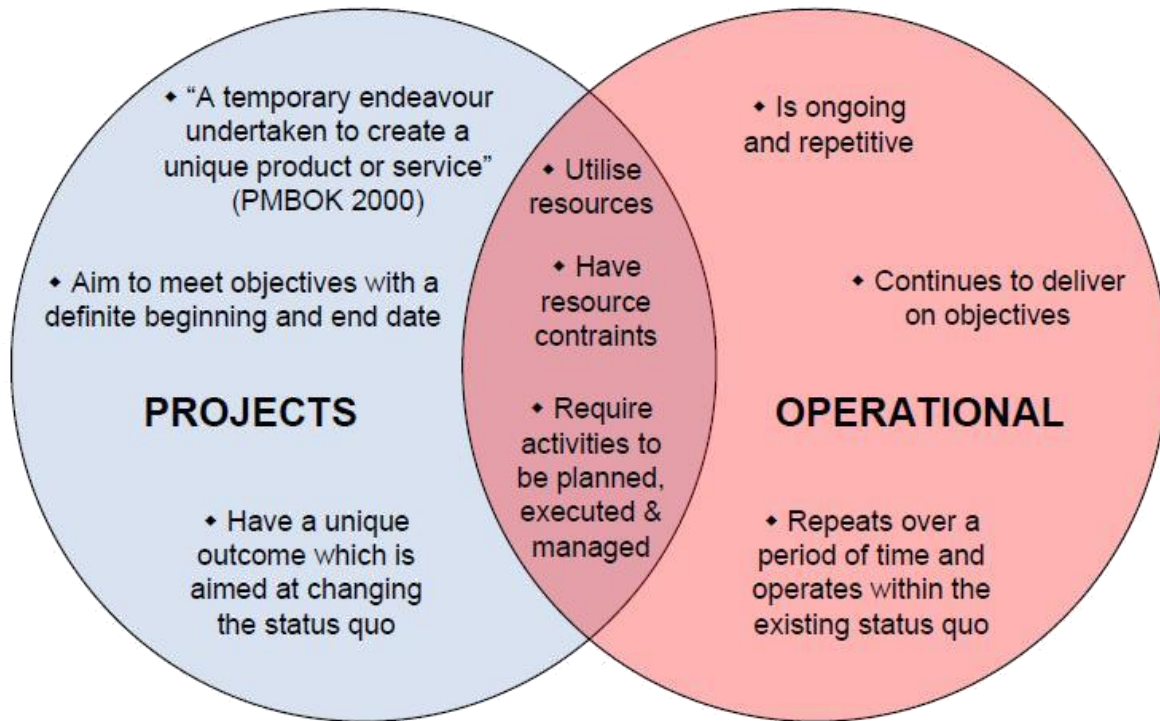 ◆ “A temporary endeavour
undertaken to create a
unique product or service”
(PMBOK 2000)
◆ Aim to meet objectives with a
definite beginning and end date
PROJECTS
◆ Have a unique
outcome which is
aimed at changing
the status quo
◆ Utilise
resources
◆ Have
resource
contraints
◆ Require
activities to
be planned,
executed &
managed
◆ Is ongoing
and repetitive
◆ Continues to deliver
on objectives
OPERATIONAL
◆ Repeats over a
period of time and
operates within the
existing status quo